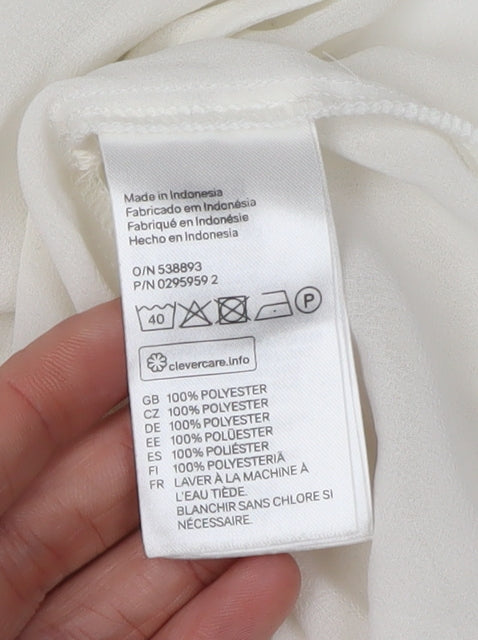 Made in Indonesia
Fabricado em Indonésia
Fabriqué en Indonésie
Hecho en Indonesia
O/N 538893
P/N 0295959 2
40 P
clevercare.info
GB 100% POLYESTER
CZ 100% POLYESTER
DE 100% POLYESTER
EE 100% POLÜESTER
ES 100% POLIÉSTER
FI 100% POLYESTERIÄ
FR LAVER À LA MACHINE À
L'EAU TIÈDE.
BLANCHIR SANS CHLORE SI
NÉCESSAIRE.